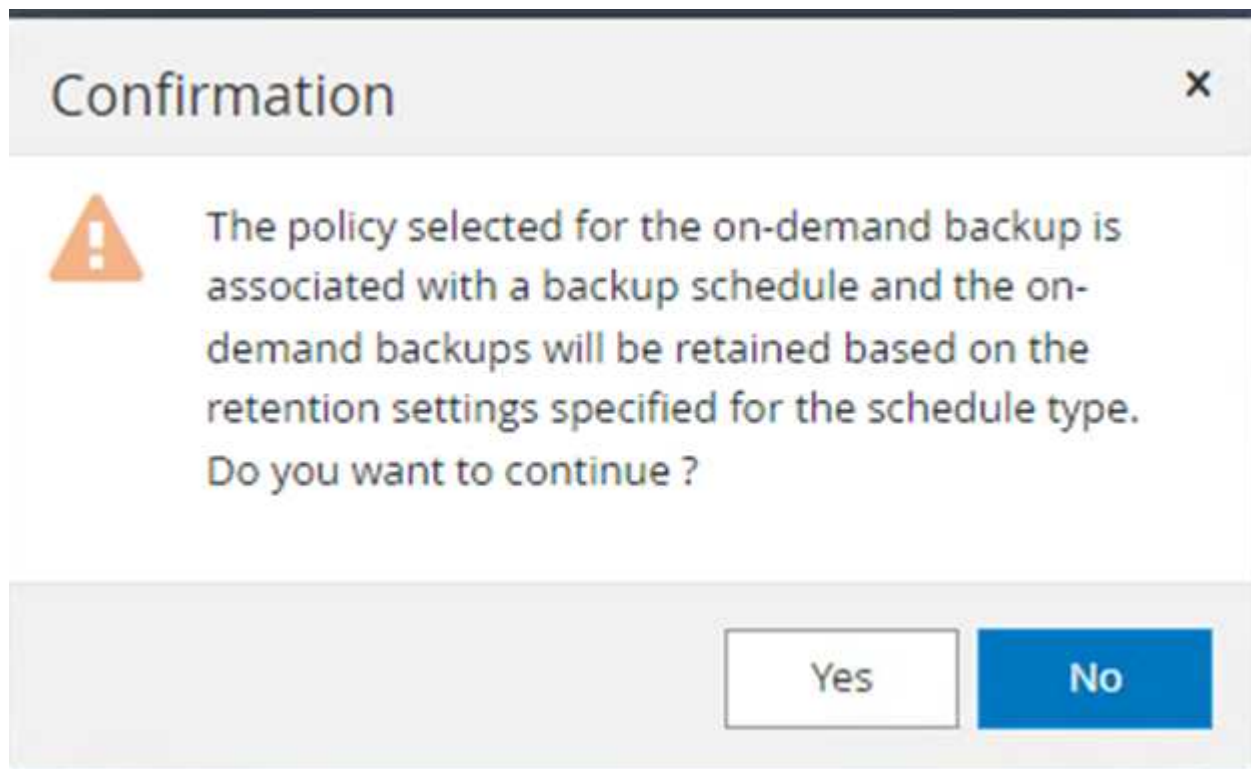 Confirmation
×
The policy selected for the on-demand backup is
associated with a backup schedule and the on-
demand backups will be retained based on the
retention settings specified for the schedule type.
Do you want to continue ?
Yes
No